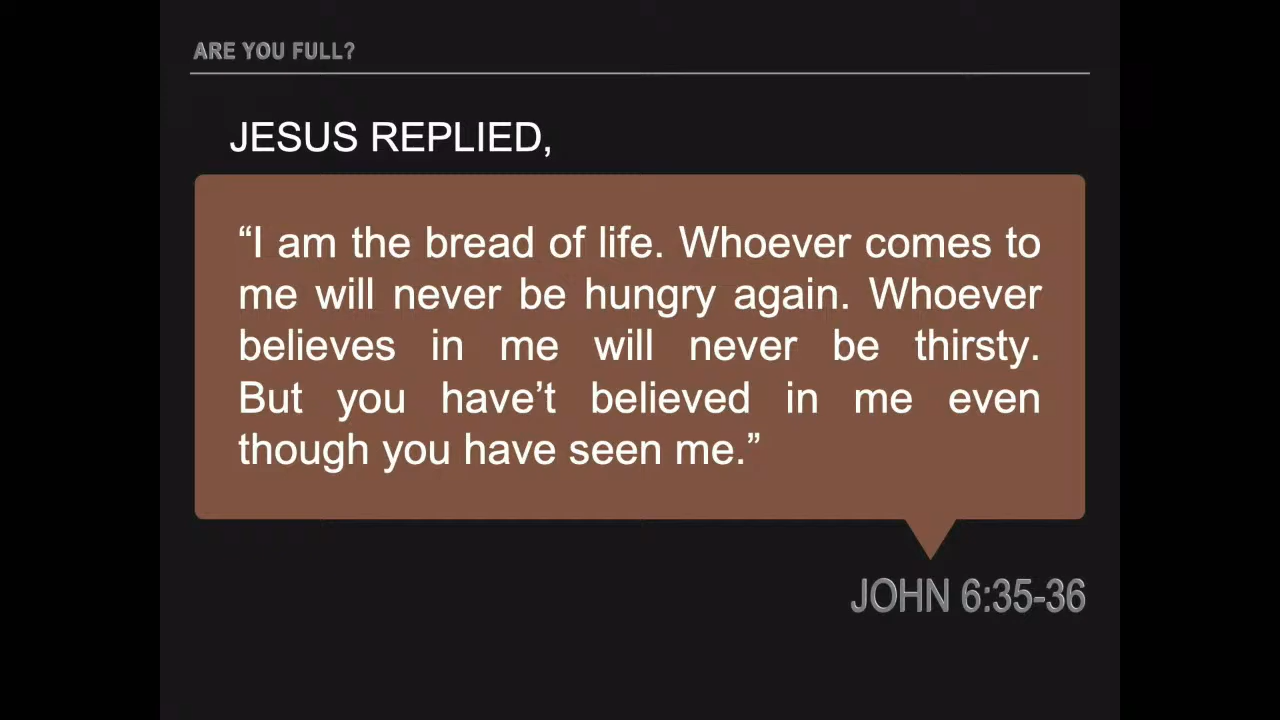 ARE YOU FULL?
JESUS REPLIED,
“I am the bread of life. Whoever comes to
me will never be hungry again. Whoever
believes in me will never be thirsty.
But you have’t believed in me even
though you have seen me.”
JOHN 6:35-36